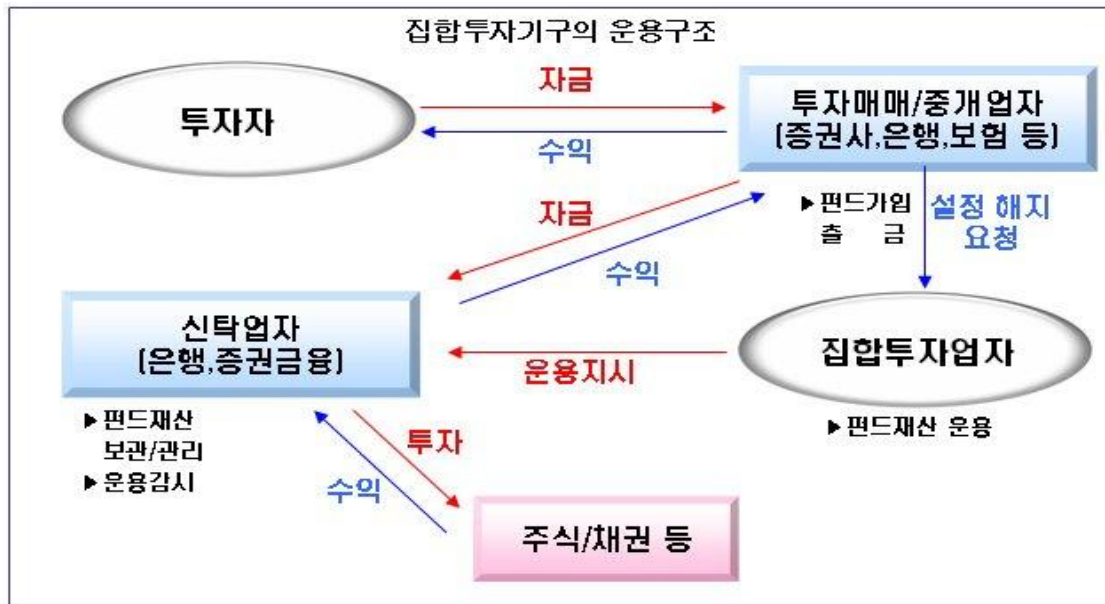 집합투자기구의 운용구조
투자자
자금
수익
투자매매/중개업자
(증권사,은행,보험 등)
자금
수익
▶펀드가입
출 금
설정 해지
요청
신탁업자
(은행,증권금융)
운용지시
집합투자업자
▶펀드재산
보관/관리
▶운용감시
투자
수익
▶펀드재산 운용
주식/채권 등